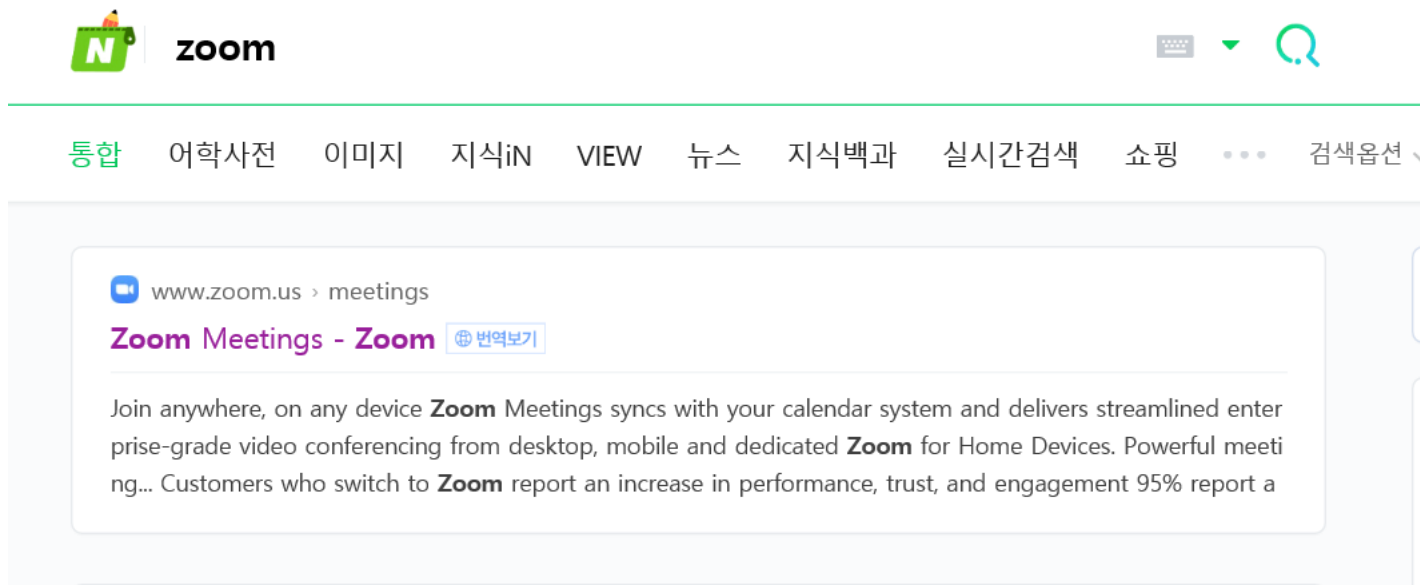 N
zoom
통합 어학사전 이미지 지식iN VIEW 뉴스 지식백과 실시간검색 쇼핑 ••• 검색옵션
www.zoom.us › meetings
Zoom Meetings - Zoom 번역보기
Join anywhere, on any device Zoom Meetings syncs with your calendar system and delivers streamlined enter
prise-grade video conferencing from desktop, mobile and dedicated Zoom for Home Devices. Powerful meeti
ng... Customers who switch to Zoom report an increase in performance, trust, and engagement 95% report a